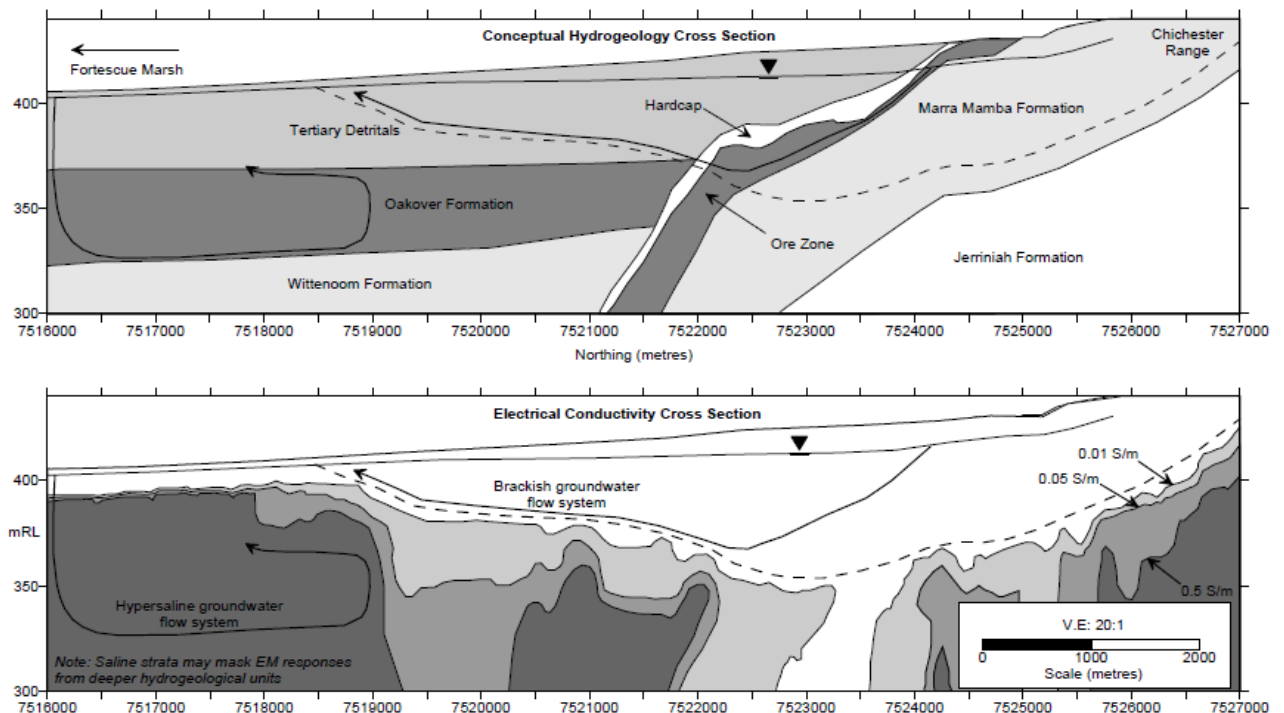 Conceptual Hydrogeology Cross Section
Chichester
Range
Fortescue Marsh
400
Hardcap
Marra Mamba Formation
Tertiary Detritals
350
Oakover Formation
Ore Zone
Jerriniah Formation
Wittenoom Formation
300
7516000 7517000 7518000 7519000 7520000 7521000 7522000 7523000 7524000 7525000 7526000 7527000
Northing (metres)
Electrical Conductivity Cross Section
0.01 S/m
400
Brackish groundwater
flow system
0.05 S/m
mRL
350
0.5 S/m
Hypersaline groundwater
flow system
V.E: 20:1
0 1000 2000
Scale (metres)
Note: Saline strata may mask EM responses
from deeper hydrogeological units
300
7516000 7517000 7518000 7519000 7520000 7521000 7522000 7523000 7524000 7525000 7526000 7527000